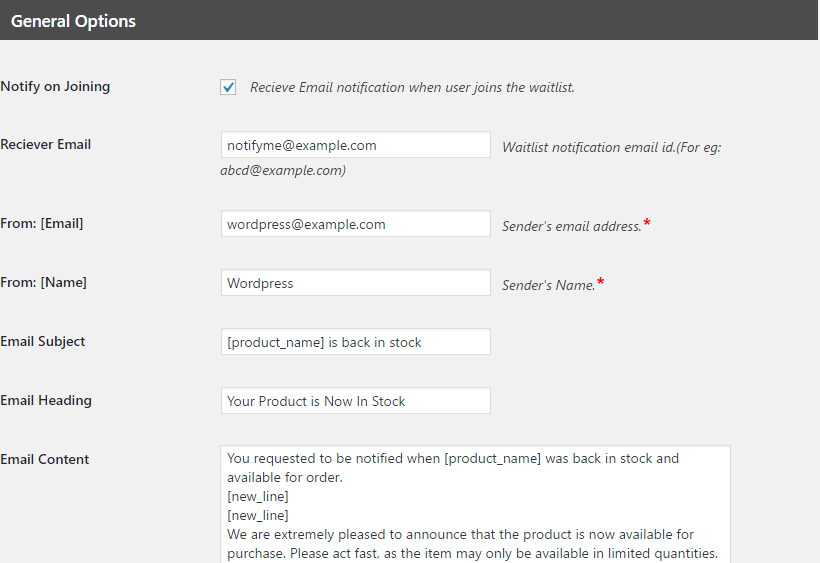 General Options
Notify on Joining Recieve Email notification when user joins the waitlist.
Reciever Email notifyme@example.com Waitlist notification email id.(For eg:
abcd@example.com)
From: [Email] wordpress@example.com Sender's email address.*
From: [Name] Wordpress Sender's Name.*
Email Subject [product_name] is back in stock
Email Heading Your Product is Now In Stock
Email Content You requested to be notified when [product_name] was back in stock and
available for order.
[new_line]
[new_line]
We are extremely pleased to announce that the product is now available for
purchase. Please act fast, as the item may only be available in limited quantities.